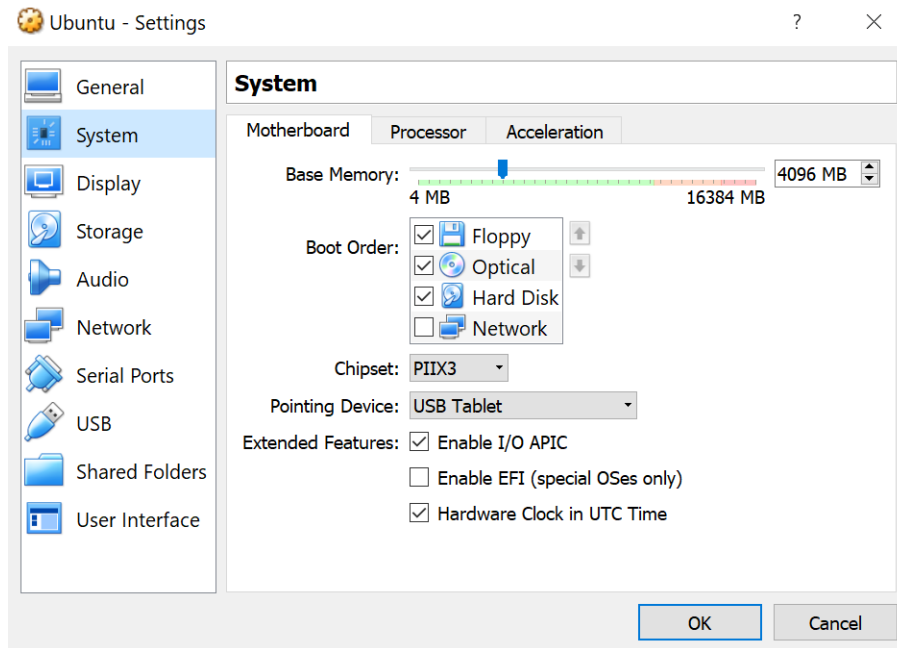 Ubuntu - Settings
?
General
System
Display
Storage
Audio
Network
Serial Ports
USB
Shared Folders
User Interface
System
Motherboard Processor Acceleration
Base Memory: 4096 MB
4 MB 16384 MB
Boot Order: Floppy
Optical
Hard Disk
Network
Chipset: PIIX3
Pointing Device: USB Tablet
Extended Features: Enable I/O APIC
Enable EFI (special OSes only)
Hardware Clock in UTC Time
OK Cancel